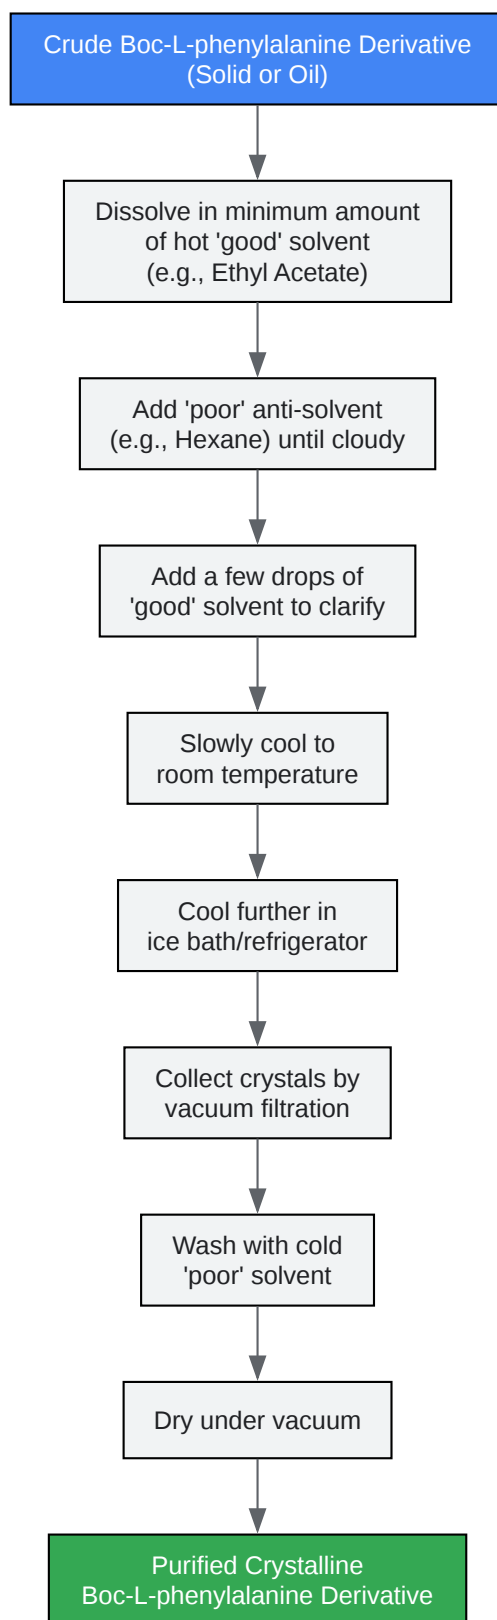 Crude Boc-L-phenylalanine Derivative
(Solid or Oil)
Dissolve in minimum amount
of hot 'good' solvent
(e.g., Ethyl Acetate)
Add 'poor' anti-solvent
(e.g., Hexane) until cloudy
Add a few drops of
'good' solvent to clarify
Slowly cool to
room temperature
Cool further in
ice bath/refrigerator
Collect crystals by
vacuum filtration
Wash with cold
'poor' solvent
Dry under vacuum
Purified Crystalline
Boc-L-phenylalanine Derivative